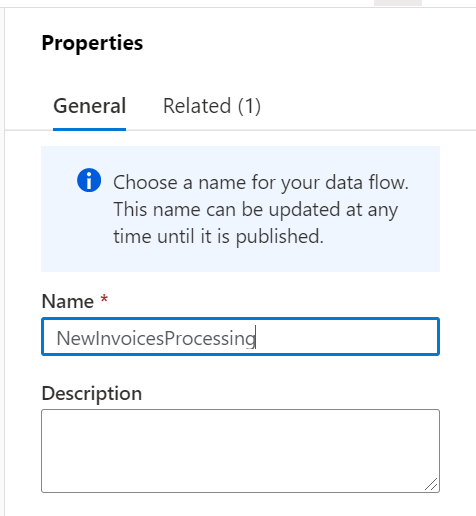 Properties
General Related (1)
Choose a name for your data flow.
This name can be updated at any
time until it is published.
Name *
NewInvoicesProcessing
Description